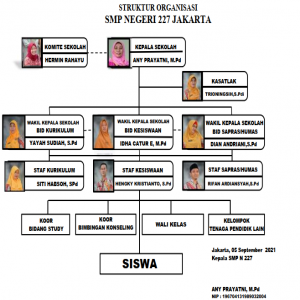 STRUKTUR ORGANISASI
SMP NEGERI 227 JAKARTA
KOMITE SEKOLAH
HERMIN RAHAYU
KEPALA SEKOLAH
ANY PRAYATNI, M.Pd
KASATLAK
TRIONINGSIH,S.Pd
WAKIL KEPALA SEKOLAH
BID KURIKULUM
YAYAH SUDIAH, S.Pd
WAKIL KEPALA SEKOLAH
BID KESISWAAN
IDHA CATUR E, M.Pd
WAKIL KEPALA SEKOLAH
BID SAPRASHUMAS
DIAN ANDRIANI,S.Pd
STAF KURIKULUM
SITI HABSOH, S.Pd
STAF KESISWAAN
HENGKY KRISTIANTO, S.Pd
STAF SAPRASHUMAS
RIFAN ARDIANSYAH,S.Pd
KOOR
BIDANG STUDY
KOOR
BIMBINGAN KONSELING
WALI KELAS
KELOMPOK
TENAGA PENDIDIK LAIN
SISWA
Jakarta, 05 September 2021
Kepala SMP N 227
ANY PRAYATNI, M.Pd
NIP : 196704131989032004